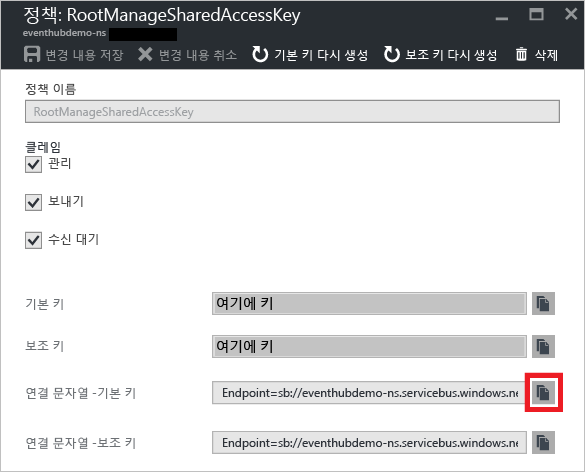 정책: RootManageSharedAccessKey
eventhubdemo-ns
변경 내용 저장 변경 내용 취소 기본 키 다시 생성 보조 키 다시 생성 삭제
정책 이름
RootManageSharedAccessKey
클레임
관리
보내기
수신 대기
기본 키 여기에 키
보조 키 여기에 키
연결 문자열 -기본 키 Endpoint=sb://eventhubdemo-ns.servicebus.windows.ne
연결 문자열 -보조 키 Endpoint=sb://eventhubdemo-ns.servicebus.windows.ne